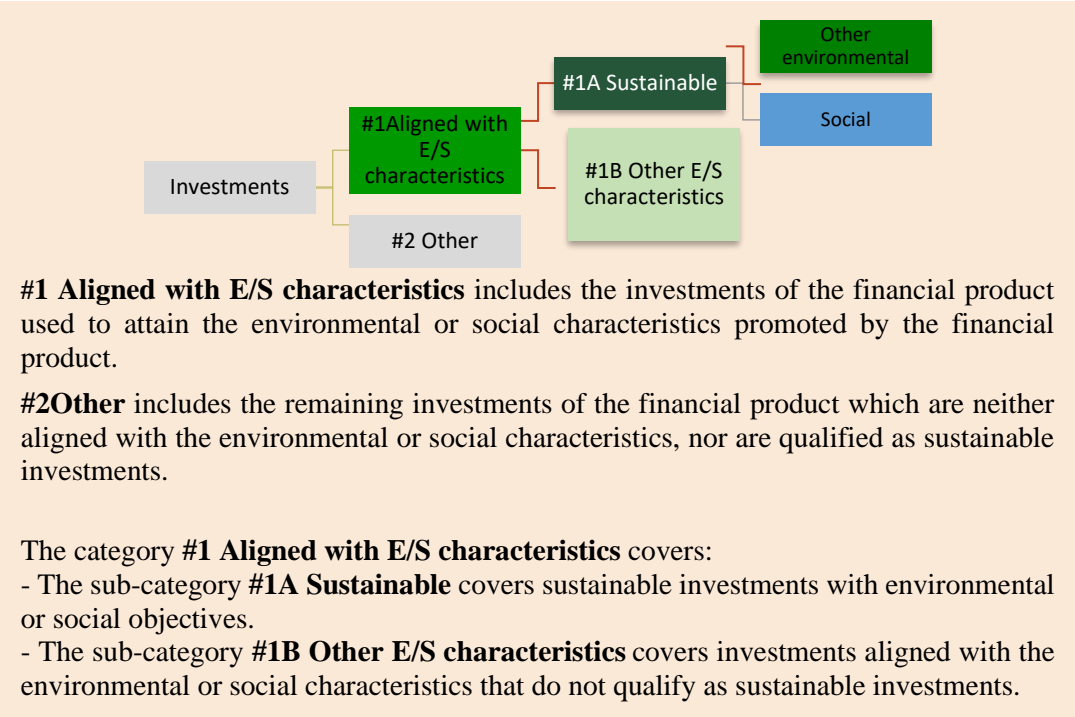 Other
environmental
#1A Sustainable
Social
#1Aligned with
E/S
characteristics
#1B Other E/S
characteristics
Investments
#2 Other
#1 Aligned with E/S characteristics includes the investments of the financial product
used to attain the environmental or social characteristics promoted by the financial
product.
#2Other includes the remaining investments of the financial product which are neither
aligned with the environmental or social characteristics, nor are qualified as sustainable
investments.
The category #1 Aligned with E/S characteristics covers:
- The sub-category #1A Sustainable covers sustainable investments with environmental
or social objectives.
- The sub-category #1B Other E/S characteristics covers investments aligned with the
environmental or social characteristics that do not qualify as sustainable investments.